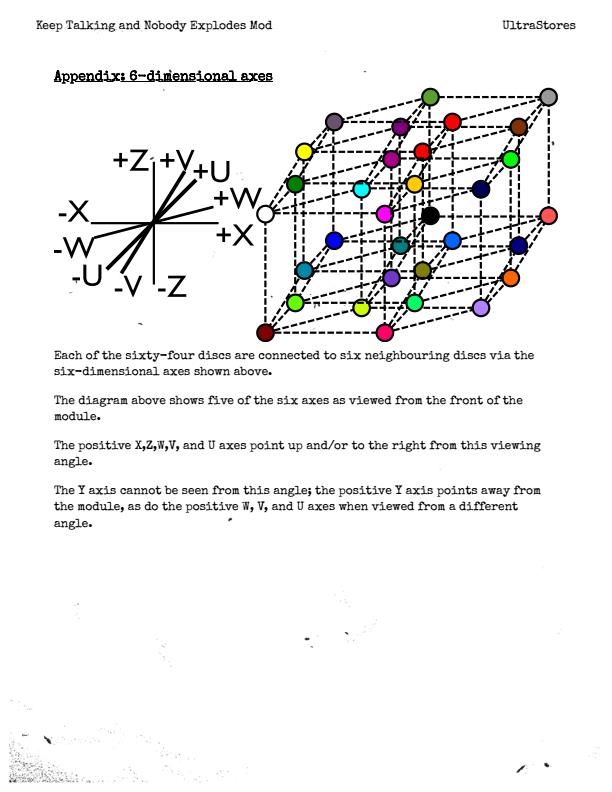 Keep Talking and Nobody Explodes Mod UltraStores
Appendix: 6-dimensional axes
+Z +V
+U
-X +W
-W +X
-U
-V -Z
Each of the sixty-four discs are connected to six neighbouring discs via the
six-dimensional axes shown above.
The diagram above shows five of the six axes as viewed from the front of the
module.
The positive X,Z,W,V, and U axes point up and/or to the right from this viewing
angle.
The Y axis cannot be seen from this angle; the positive Y axis points away from
the module, as do the positive W, V, and U axes when viewed from a different
angle.